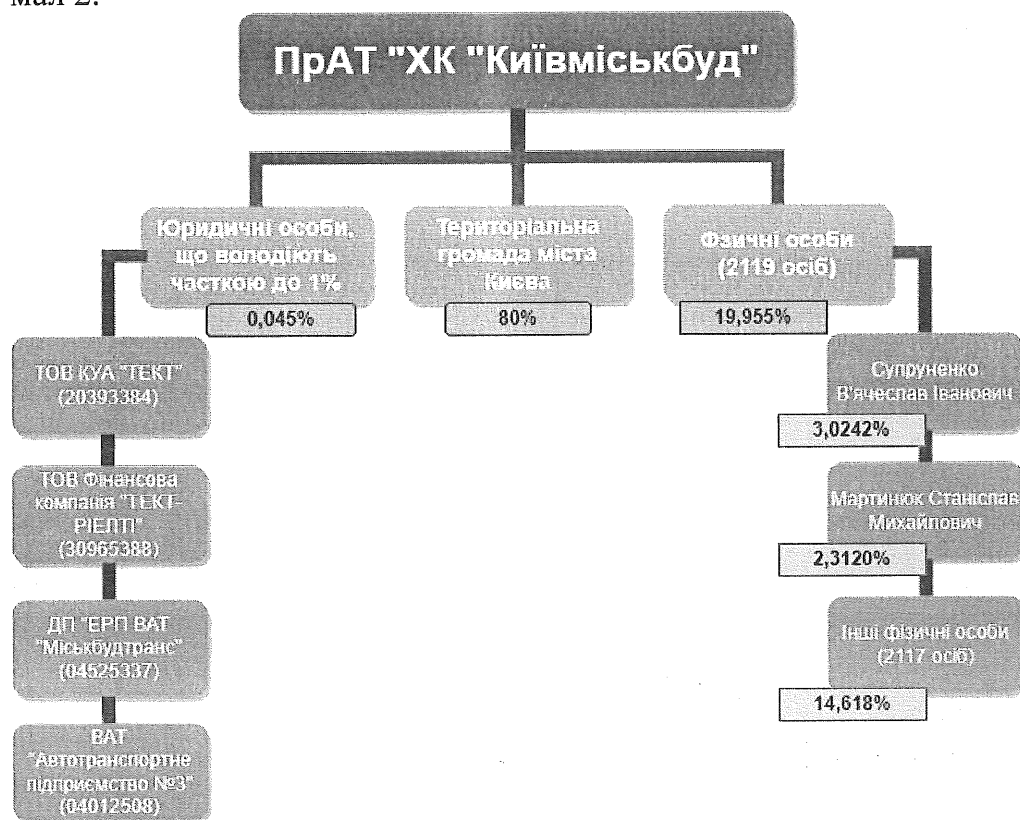 мал 2.
ПрАТ "ХК "Київміськбуд"
Юридичні особи,
що володіють
часткою до 1%
0,045%
Територіальна
громада міста
Києва
80%
Фізичні особи
(2119 осіб)
19,955%
ТОВ КУА "ТЕКТ"
(20393384)
ТОВ Фінансова
компанія "ТЕКТ-
РІЕЛТІ"
(30965388)
ДП "ЕРП ВАТ
"Міськбудтранс"
(04525337)
ВАТ
"Автотранспортне
підприємство №3"
(04012508)
Супруненко
В'ячеслав Іванович
3,0242%
Мартинюк Станіслав
Михайлович
2,3120%
Інші фізичні особи
(2117 осіб)
14,618%